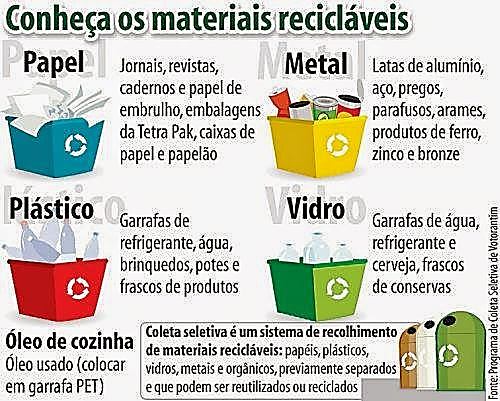 Conheça os materiais recicláveis
Papel
Papel
Jornais, revistas,
cadernos e papel de
embrulho, embalagens
da Tetra Pak, caixas de
papel e papelão
Metal
Metal
Latas de alumínio,
aço, pregos,
parafusos, arames,
produtos de ferro,
zinco e bronze
Plástico
Plástico
Garrafas de
refrigerante, água,
brinquedos, potes e
frascos de produtos
Vidro
Vidro
Garrafas de água,
refrigerante e
cerveja, frascos
de conservas
Óleo de cozinha
Óleo usado (colocar
em garrafa PET)
Coleta seletiva é um sistema de recolhimento
de materiais recicláveis: papéis, plásticos,
vidros, metais e orgânicos, previamente separados
e que podem ser reutilizados ou reciclados
Fonte: Programa de Coleta Seletiva de Votorantim